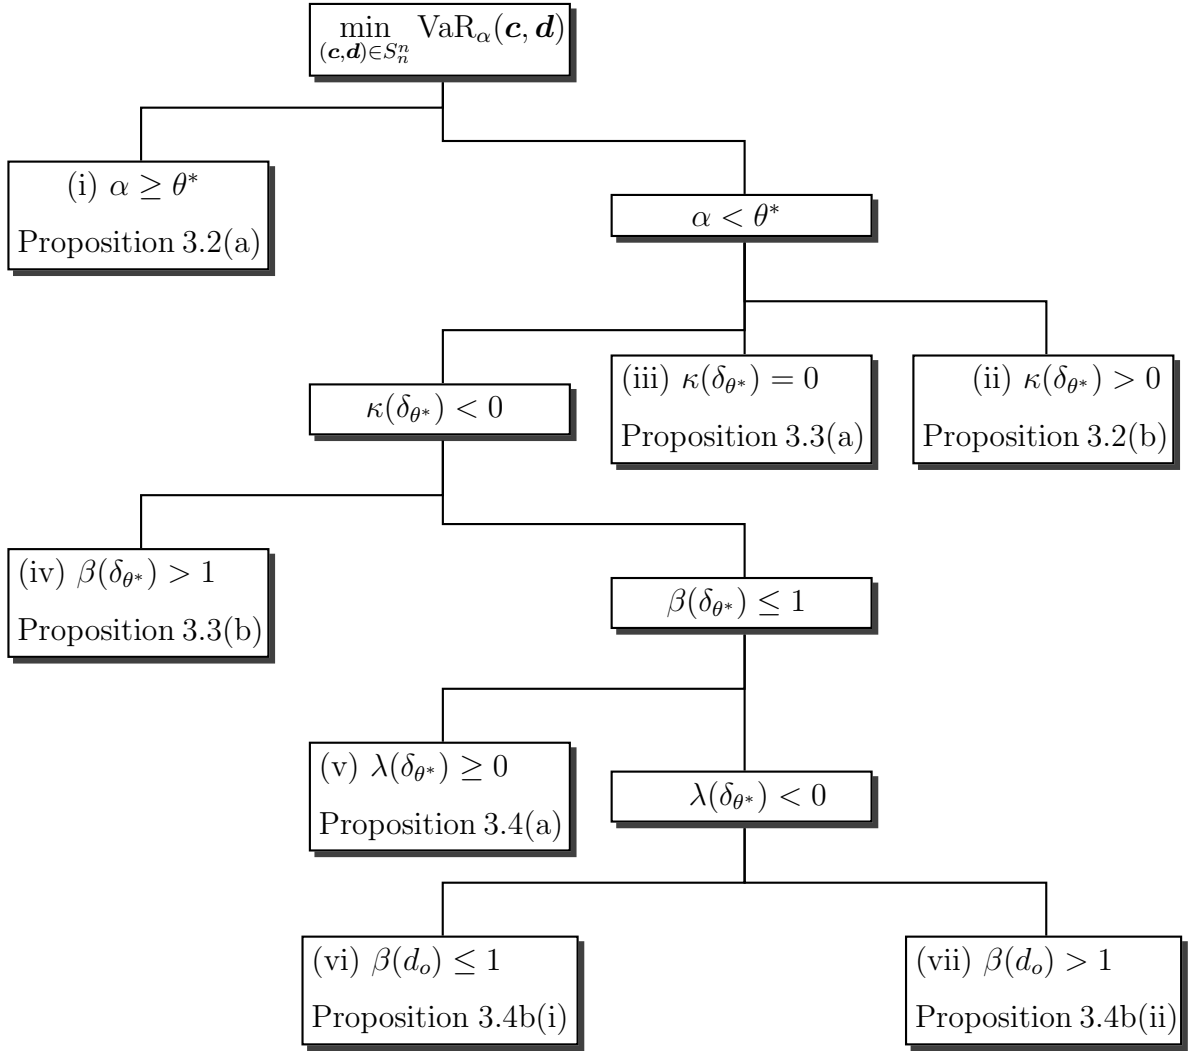 min VaR_α(c, d)
(c,d)∈S_n^n
(i) α ≥ θ*
Proposition 3.2(a)
α < θ*
κ(δ_θ*) < 0
(iii) κ(δ_θ*) = 0
Proposition 3.3(a)
(ii) κ(δ_θ*) > 0
Proposition 3.2(b)
(iv) β(δ_θ*) > 1
Proposition 3.3(b)
β(δ_θ*) ≤ 1
(v) λ(δ_θ*) ≥ 0
Proposition 3.4(a)
λ(δ_θ*) < 0
(vi) β(d_o) ≤ 1
Proposition 3.4b(i)
(vii) β(d_o) > 1
Proposition 3.4b(ii)